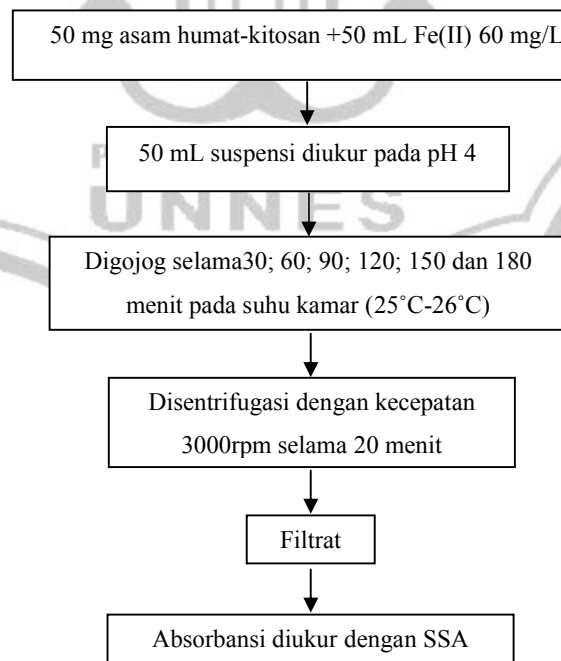 50 mg asam humat-kitosan +50 mL Fe(II) 60 mg/L
50 mL suspensi diukur pada pH 4
UNNES
Digojog selama30; 60; 90; 120; 150 dan 180
menit pada suhu kamar (25˚C-26˚C)
Disentrifugasi dengan kecepatan
3000rpm selama 20 menit
Filtrat
Absorbansi diukur dengan SSA